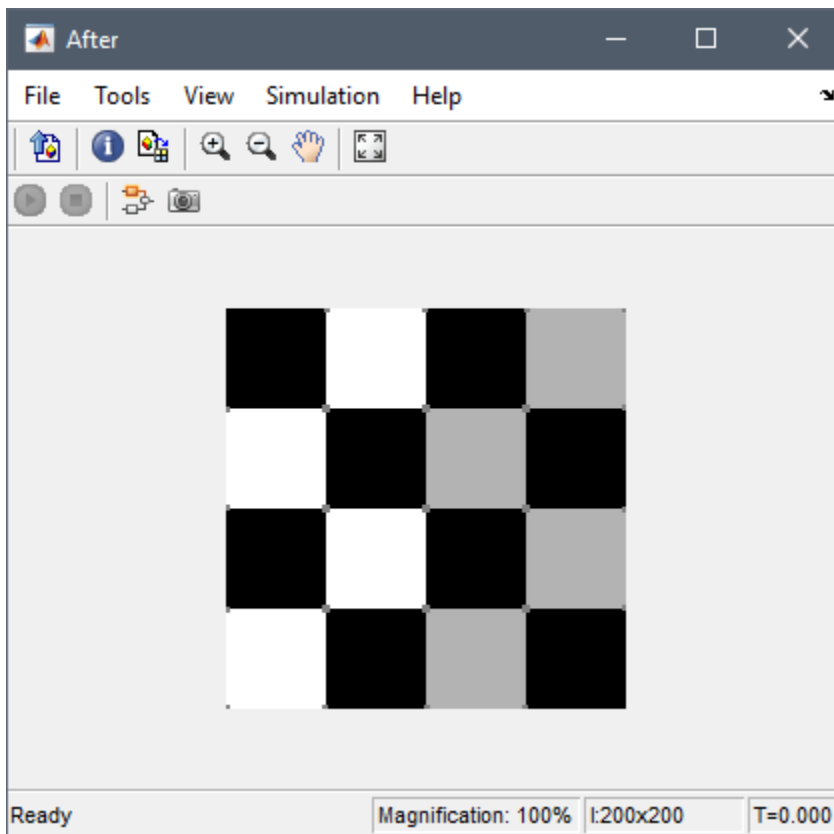 After
File Tools View Simulation Help
Ready Magnification: 100% I:200x200 T=0.000